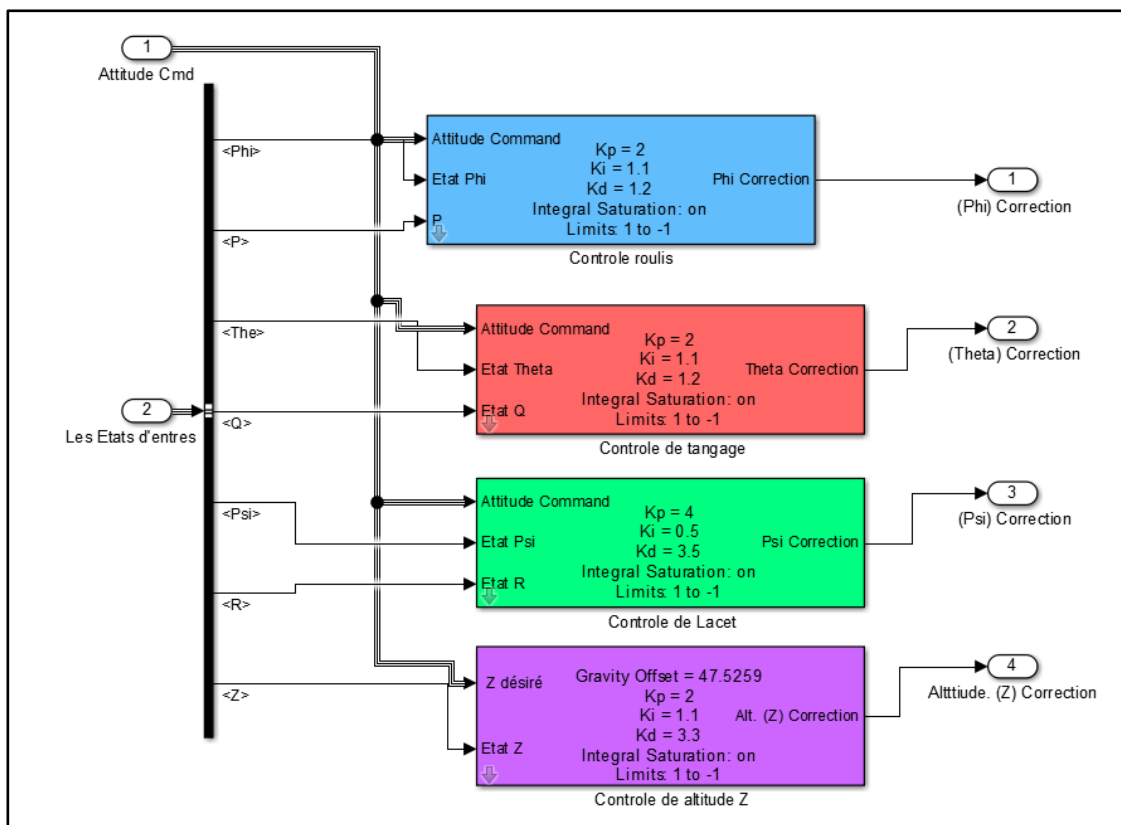 1
Attitude Cmd
<Phi>
<P>
<The>
2
Les Etats d'entres
<Q>
<Psi>
<R>
<Z>
Attitude Command
Etat Phi
P
Kp = 2
Ki = 1.1
Kd = 1.2
Integral Saturation: on
Limits: 1 to -1
Phi Correction
Controle roulis
1
(Phi) Correction
Attitude Command
Etat Theta
Etat Q
Kp = 2
Ki = 1.1
Kd = 1.2
Integral Saturation: on
Limits: 1 to -1
Theta Correction
Controle de tangage
2
(Theta) Correction
Attitude Command
Etat Psi
Etat R
Kp = 4
Ki = 0.5
Kd = 3.5
Integral Saturation: on
Limits: 1 to -1
Psi Correction
Controle de Lacet
3
(Psi) Correction
Z désiré
Etat Z
Gravity Offset = 47.5259
Kp = 2
Ki = 1.1
Kd = 3.3
Integral Saturation: on
Limits: 1 to -1
Alt. (Z) Correction
Controle de altitude Z
4
Alttiude. (Z) Correction